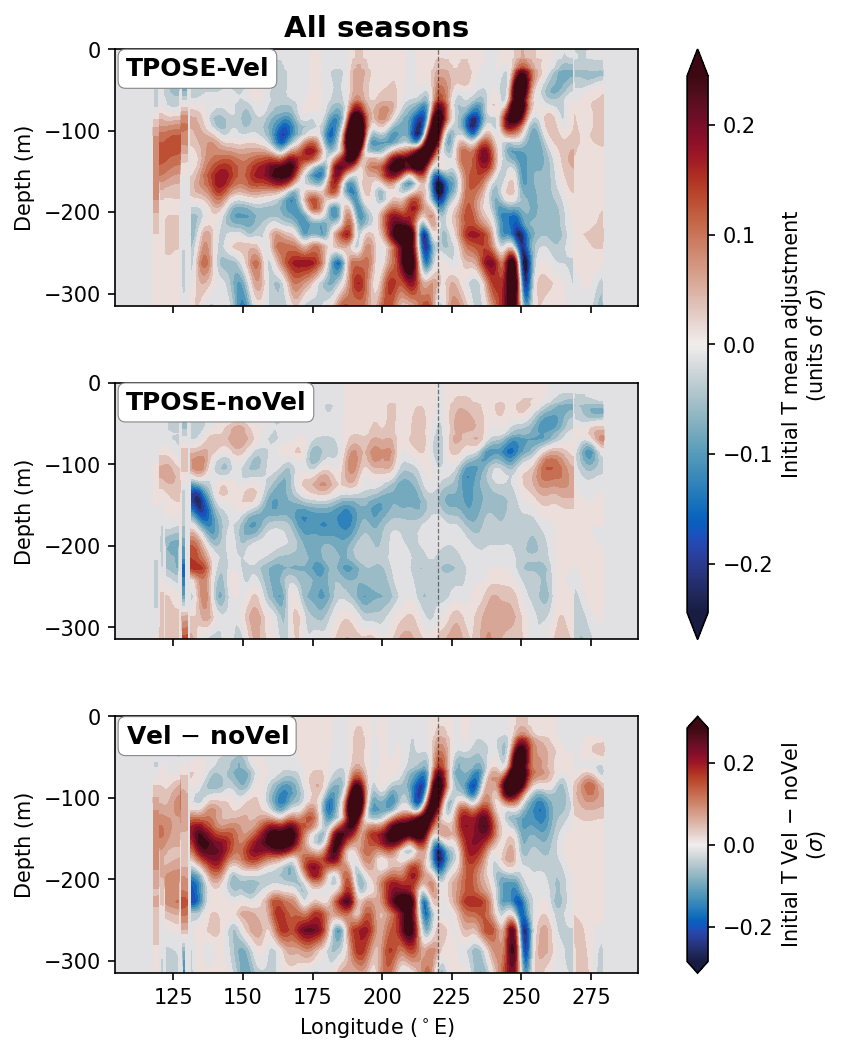 All seasons
TPOSE-Vel
0
−100
−200
−300
Depth (m)
TPOSE-noVel
0
−100
−200
−300
Depth (m)
0.2
0.1
0.0
−0.1
−0.2
Initial T mean adjustment
(units of σ)
Vel − noVel
0
−100
−200
−300
Depth (m)
125 150 175 200 225 250 275
Longitude (°E)
0.2
0.0
−0.2
Initial T Vel − noVel
(σ)